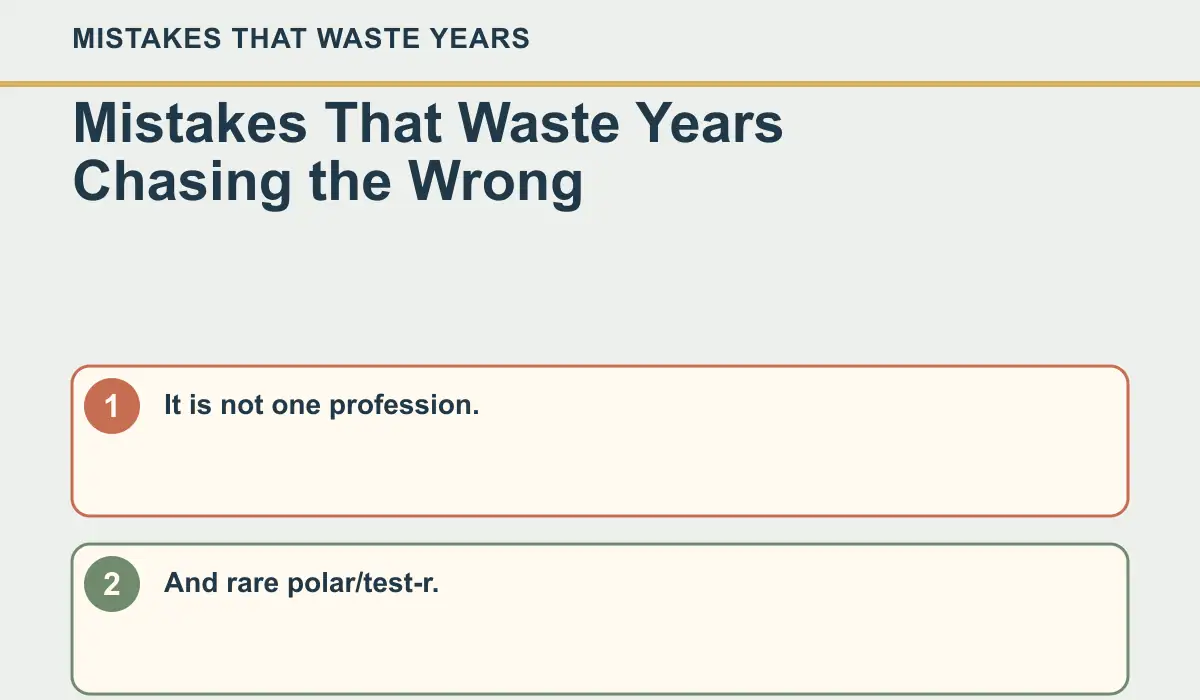 MISTAKES THAT WASTE YEARS
Mistakes That Waste Years
Chasing the Wrong
1
It is not one profession.
2
And rare polar/test-r.